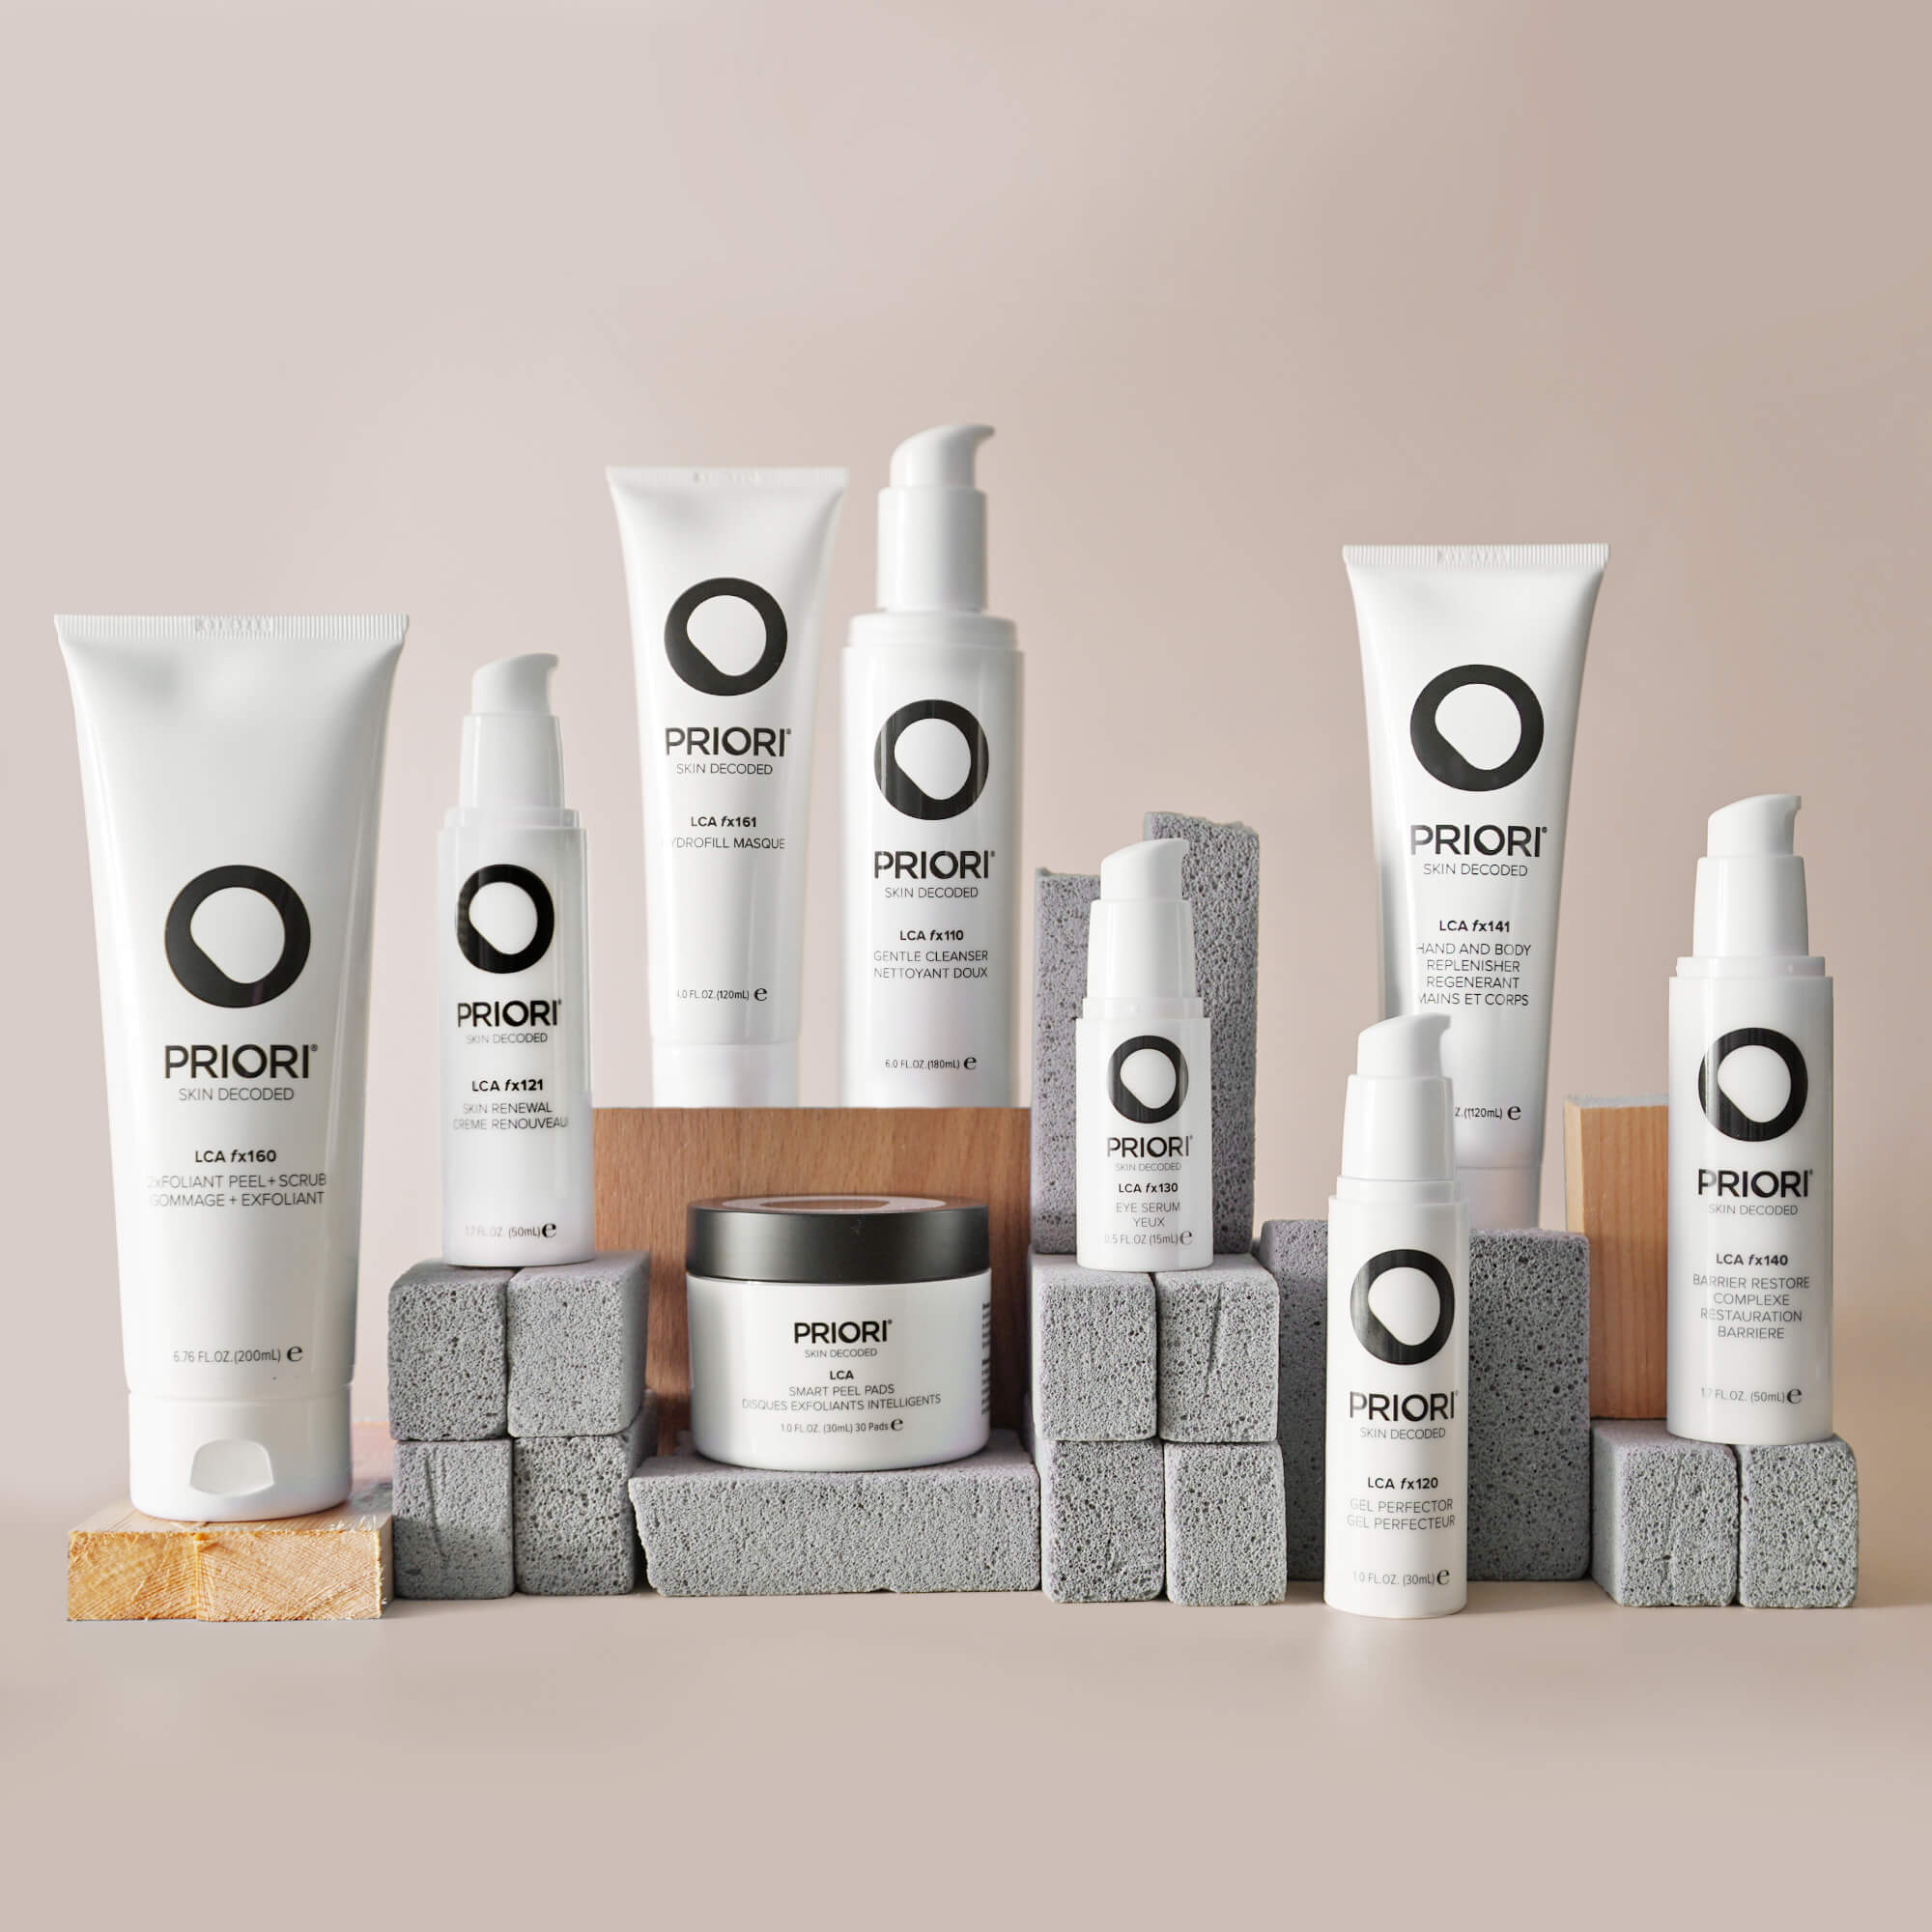 PRIORI®
SKIN DECODED
LCA fx160
2xFOLIANT PEEL + SCRUB
GOMMAGE + EXFOLIANT
6.76 FL.OZ.(200mL) e
PRIORI®
SKIN DECODED
LCA fx121
SKIN RENEWAL
CREME RENOUVEAU
1.7 FL.OZ. (50mL) e
PRIORI®
SKIN DECODED
LCA fx161
YDROFILL MASQUE
4.0 FL.OZ. (120mL) e
PRIORI®
SKIN DECODED
LCA fx110
GENTLE CLEANSER
NETTOYANT DOUX
6.0 FL.OZ.(180mL) e
PRIORI®
SKIN DECODED
LCA
SMART PEEL PADS
DISQUES EXFOLIANTS INTELLIGENTS
1.0 FL.OZ. (30mL) 30 Pads e
PRIORI®
SKIN DECODED
LCA fx130
EYE SERUM
YEUX
0.5 FL.OZ (15mL) e
PRIORI®
SKIN DECODED
LCA fx141
HAND AND BODY
REPLENISHER
REGENERANT
MAINS ET CORPS
Z.(120mL) e
PRIORI®
SKIN DECODED
LCA fx120
GEL PERFECTOR
GEL PERFECTEUR
1.0 FL.OZ. (30mL) e
PRIORI®
SKIN DECODED
LCA fx140
BARRIER RESTORE
COMPLEXE
RESTAURATION
BARRIERE
1.7 FL.OZ. (50mL) e